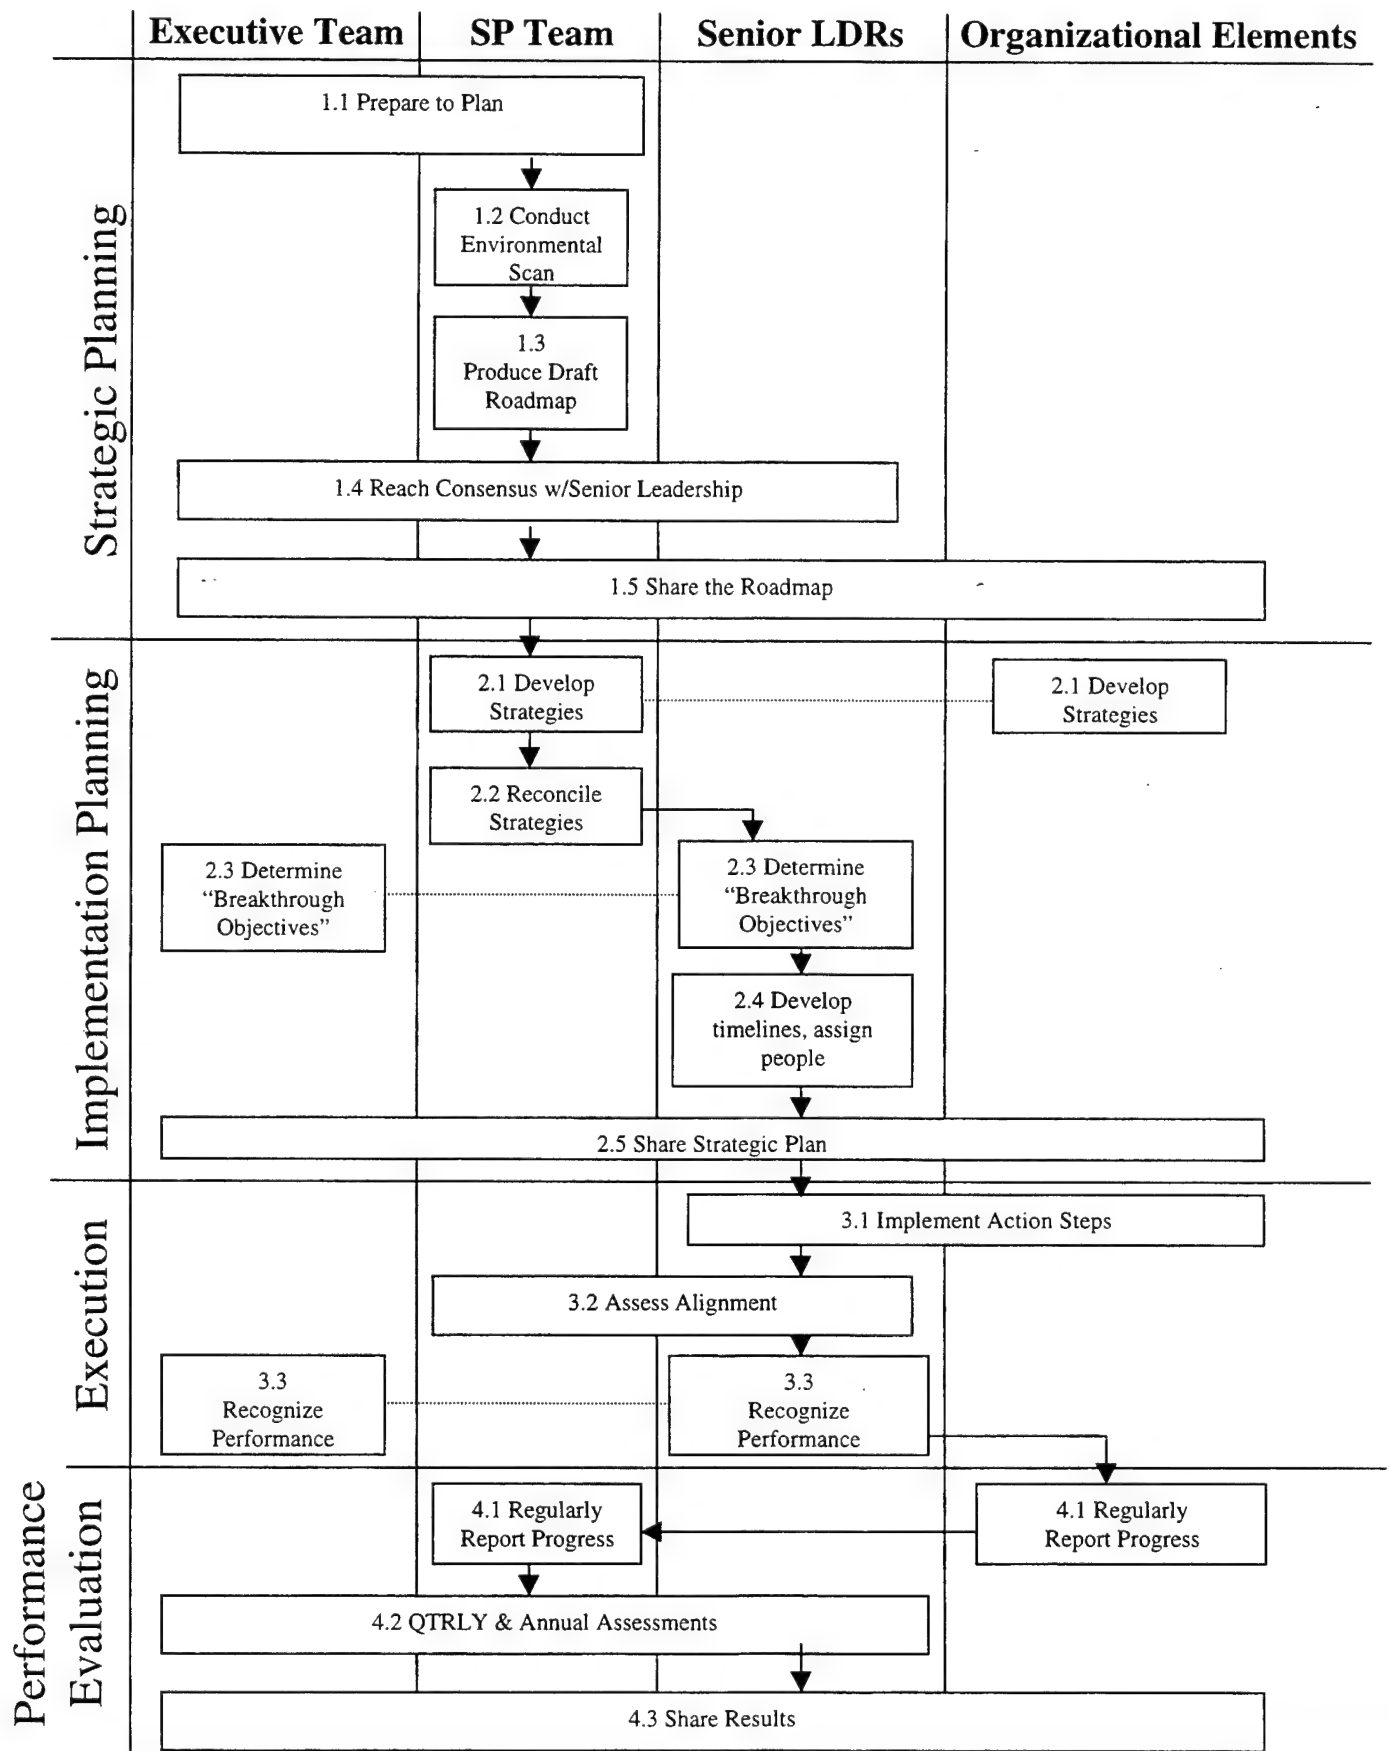 Executive Team
SP Team
Senior LDRs
Organizational Elements
Strategic Planning
1.1 Prepare to Plan
1.2 Conduct
Environmental
Scan
1.3
Produce Draft
Roadmap
1.4 Reach Consensus w/Senior Leadership
1.5 Share the Roadmap
Implementation Planning
2.1 Develop
Strategies
2.1 Develop
Strategies
2.2 Reconcile
Strategies
2.3 Determine
“Breakthrough
Objectives”
2.3 Determine
“Breakthrough
Objectives”
2.4 Develop
timelines, assign
people
2.5 Share Strategic Plan
Execution
3.1 Implement Action Steps
3.2 Assess Alignment
3.3
Recognize
Performance
3.3
Recognize
Performance
Performance
Evaluation
4.1 Regularly
Report Progress
4.1 Regularly
Report Progress
4.2 QTRLY & Annual Assessments
4.3 Share Results